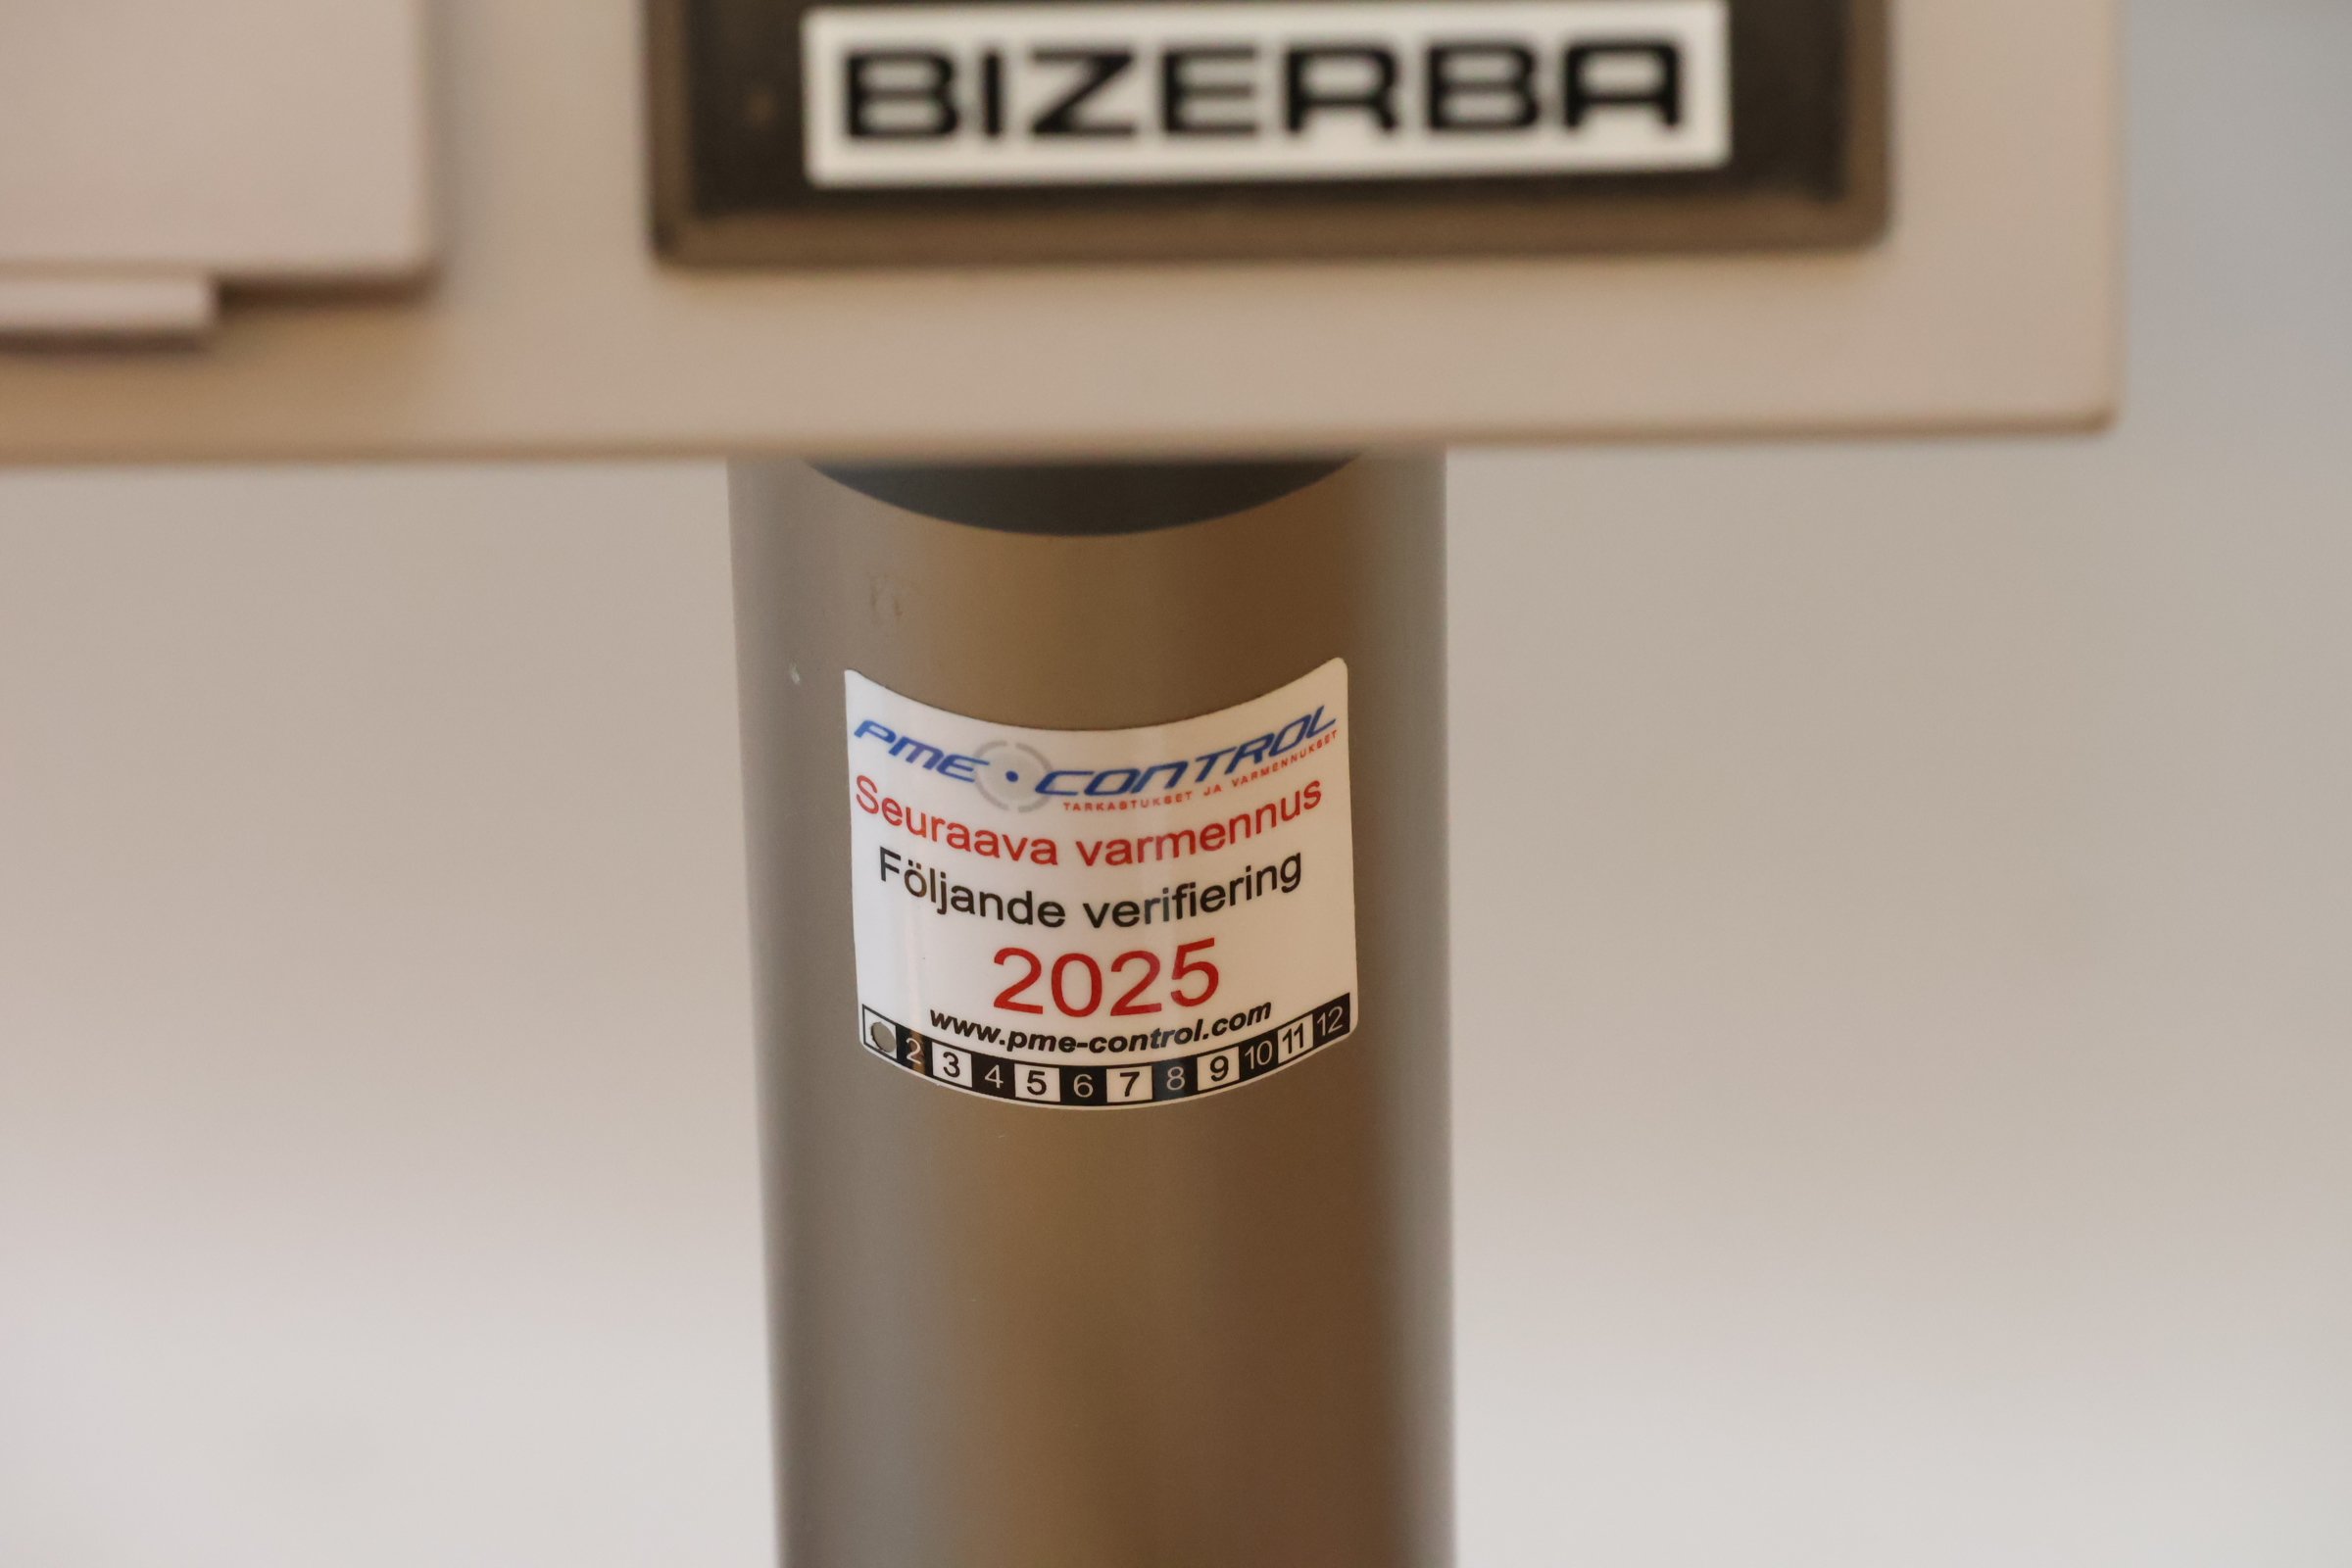 BIZERBA
PME CONTROL
TARKASTUKSET JA VARMENNUKSET
Seuraava varmennus
Följande verifiering
2025
www.pme-control.com
2 3 4 5 6 7 8 9 10 11 12